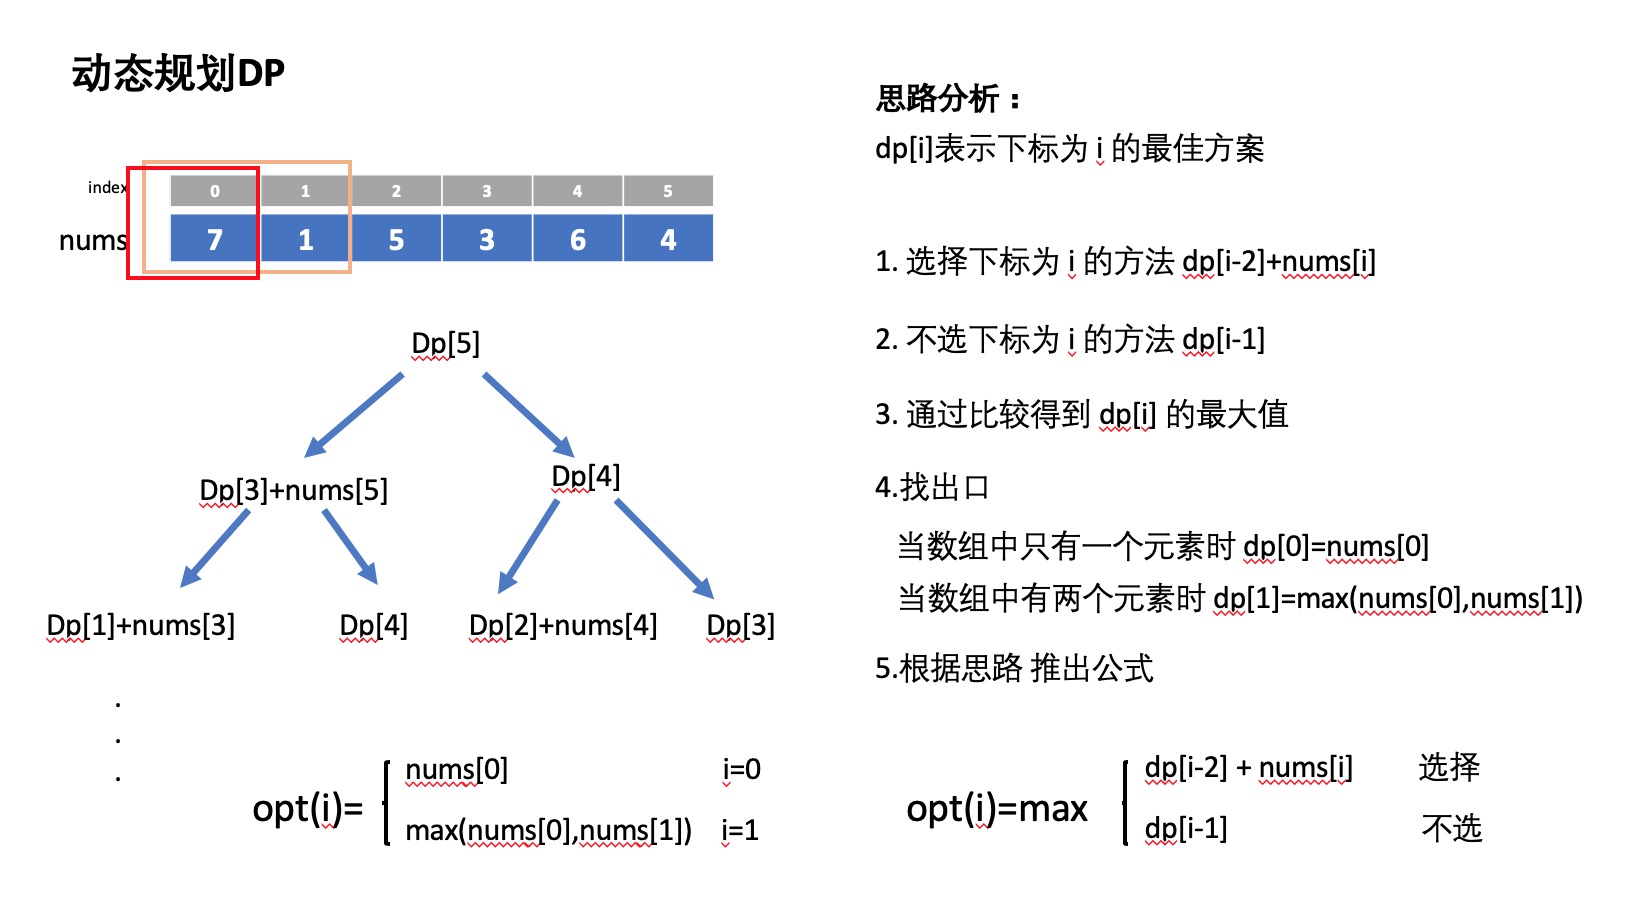 动态规划DP
index 0 1 2 3 4 5
nums 7 1 5 3 6 4
Dp[5]
Dp[3]+nums[5] Dp[4]
Dp[1]+nums[3] Dp[4] Dp[2]+nums[4] Dp[3]
.
.
.
opt(i)=
nums[0] i=0
max(nums[0],nums[1]) i=1
思路分析：
dp[i]表示下标为 i 的最佳方案
1. 选择下标为 i 的方法 dp[i-2]+nums[i]
2. 不选下标为 i 的方法 dp[i-1]
3. 通过比较得到 dp[i] 的最大值
4.找出口
当数组中只有一个元素时 dp[0]=nums[0]
当数组中有两个元素时 dp[1]=max(nums[0],nums[1])
5.根据思路 推出公式
opt(i)=max
dp[i-2] + nums[i] 选择
dp[i-1] 不选